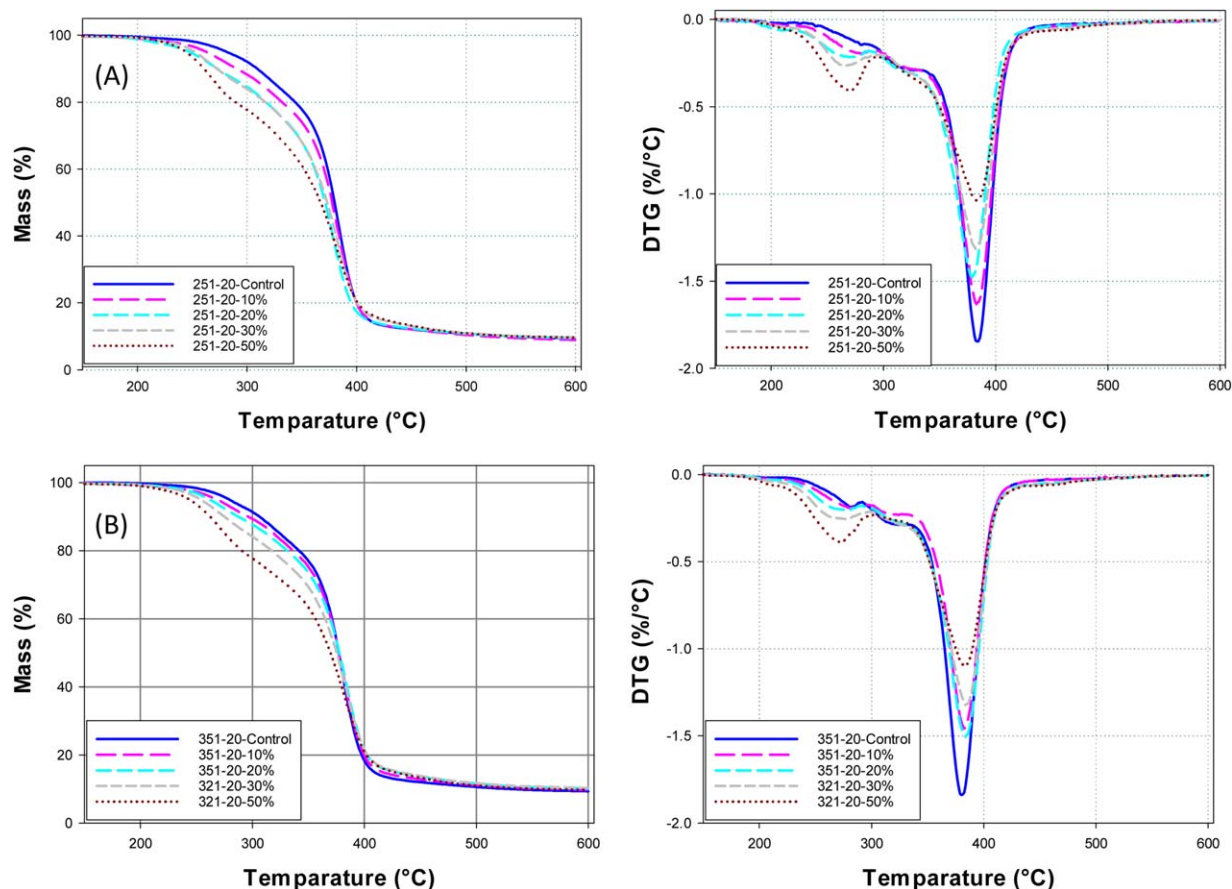 (A)
Mass (%)
100
80
60
40
20
0
251-20-Control
251-20-10%
251-20-20%
251-20-30%
251-20-50%
200 300 400 500 600
Temparature (°C)
DTG (%/°C)
0.0
-0.5
-1.0
-1.5
-2.0
251-20-Control
251-20-10%
251-20-20%
251-20-30%
251-20-50%
200 300 400 500 600
Temparature (°C)
(B)
Mass (%)
100
80
60
40
20
0
351-20-Control
351-20-10%
351-20-20%
321-20-30%
321-20-50%
200 300 400 500 600
Temparature (°C)
DTG (%/°C)
0.0
-0.5
-1.0
-1.5
-2.0
351-20-Control
351-20-10%
351-20-20%
321-20-30%
321-20-50%
200 300 400 500 600
Temparature (°C)